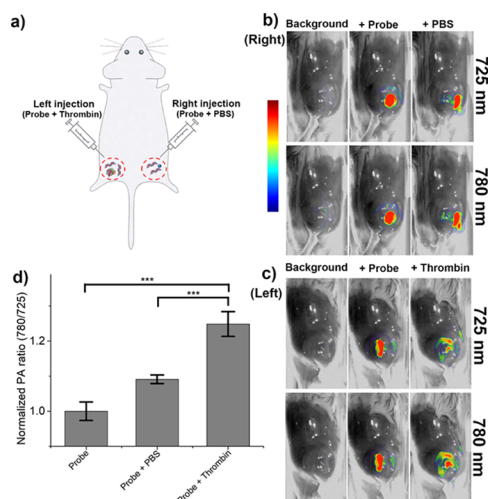 a)
Left injection
(Probe + Thrombin)
Right injection
(Probe + PBS)
b)
Background
+ Probe
+ PBS
(Right)
725 nm
780 nm
c)
Background
+ Probe
+ Thrombin
(Left)
725 nm
780 nm
d
***
***
Normalized PA ratio (780/725)
1.2
1.0
Probe
Probe + PBS
Probe + Thrombin